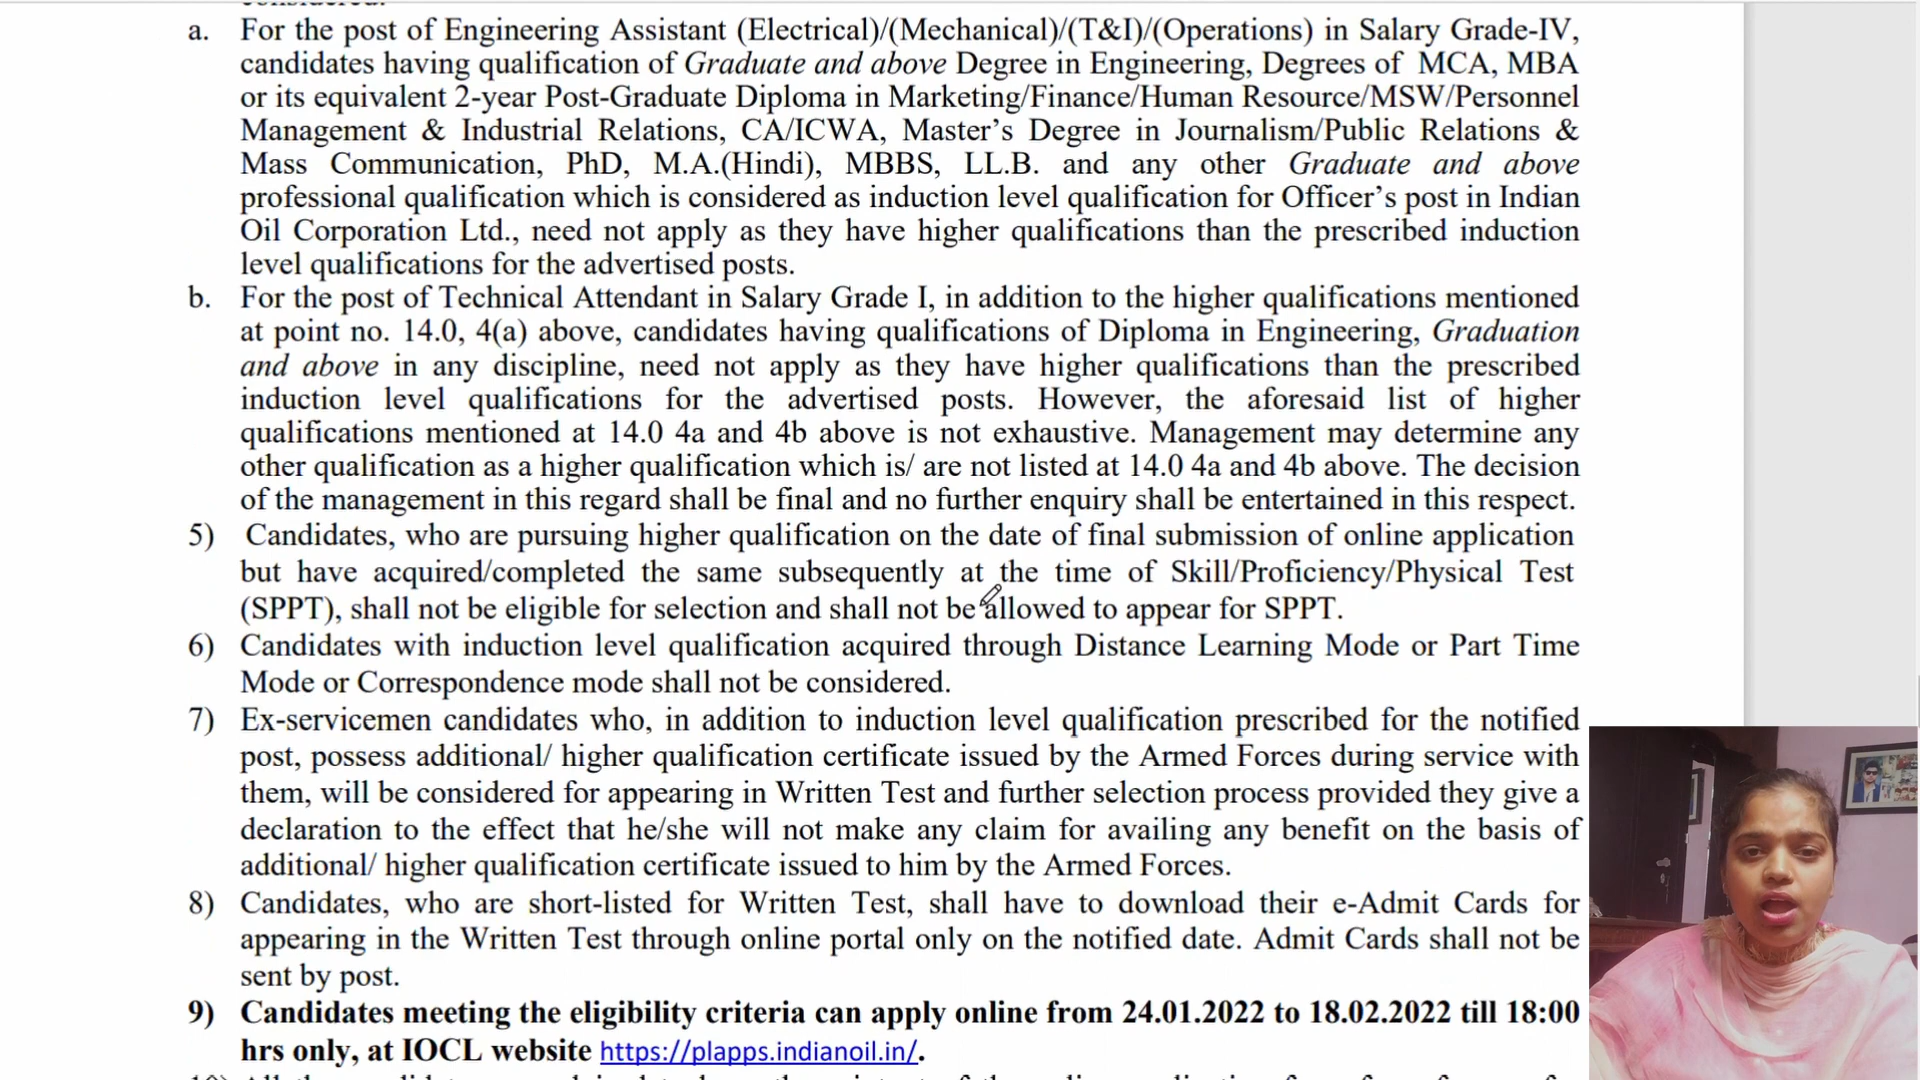 considered.
a. For the post of Engineering Assistant (Electrical)/(Mechanical)/(T&I)/(Operations) in Salary Grade-IV,
candidates having qualification of Graduate and above Degree in Engineering, Degrees of MCA, MBA
or its equivalent 2-year Post-Graduate Diploma in Marketing/Finance/Human Resource/MSW/Personnel
Management & Industrial Relations, CA/ICWA, Master’s Degree in Journalism/Public Relations &
Mass Communication, PhD, M.A.(Hindi), MBBS, LL.B. and any other Graduate and above
professional qualification which is considered as induction level qualification for Officer’s post in Indian
Oil Corporation Ltd., need not apply as they have higher qualifications than the prescribed induction
level qualifications for the advertised posts.
b. For the post of Technical Attendant in Salary Grade I, in addition to the higher qualifications mentioned
at point no. 14.0, 4(a) above, candidates having qualifications of Diploma in Engineering, Graduation
and above in any discipline, need not apply as they have higher qualifications than the prescribed
induction level qualifications for the advertised posts. However, the aforesaid list of higher
qualifications mentioned at 14.0 4a and 4b above is not exhaustive. Management may determine any
other qualification as a higher qualification which is/ are not listed at 14.0 4a and 4b above. The decision
of the management in this regard shall be final and no further enquiry shall be entertained in this respect.
5) Candidates, who are pursuing higher qualification on the date of final submission of online application
but have acquired/completed the same subsequently at the time of Skill/Proficiency/Physical Test
(SPPT), shall not be eligible for selection and shall not be allowed to appear for SPPT.
6) Candidates with induction level qualification acquired through Distance Learning Mode or Part Time
Mode or Correspondence mode shall not be considered.
7) Ex-servicemen candidates who, in addition to induction level qualification prescribed for the notified
post, possess additional/ higher qualification certificate issued by the Armed Forces during service with
them, will be considered for appearing in Written Test and further selection process provided they give a
declaration to the effect that he/she will not make any claim for availing any benefit on the basis of
additional/ higher qualification certificate issued to him by the Armed Forces.
8) Candidates, who are short-listed for Written Test, shall have to download their e-Admit Cards for
appearing in the Written Test through online portal only on the notified date. Admit Cards shall not be
sent by post.
9) Candidates meeting the eligibility criteria can apply online from 24.01.2022 to 18.02.2022 till 18:00
hrs only, at IOCL website https://plapps.indianoil.in/.